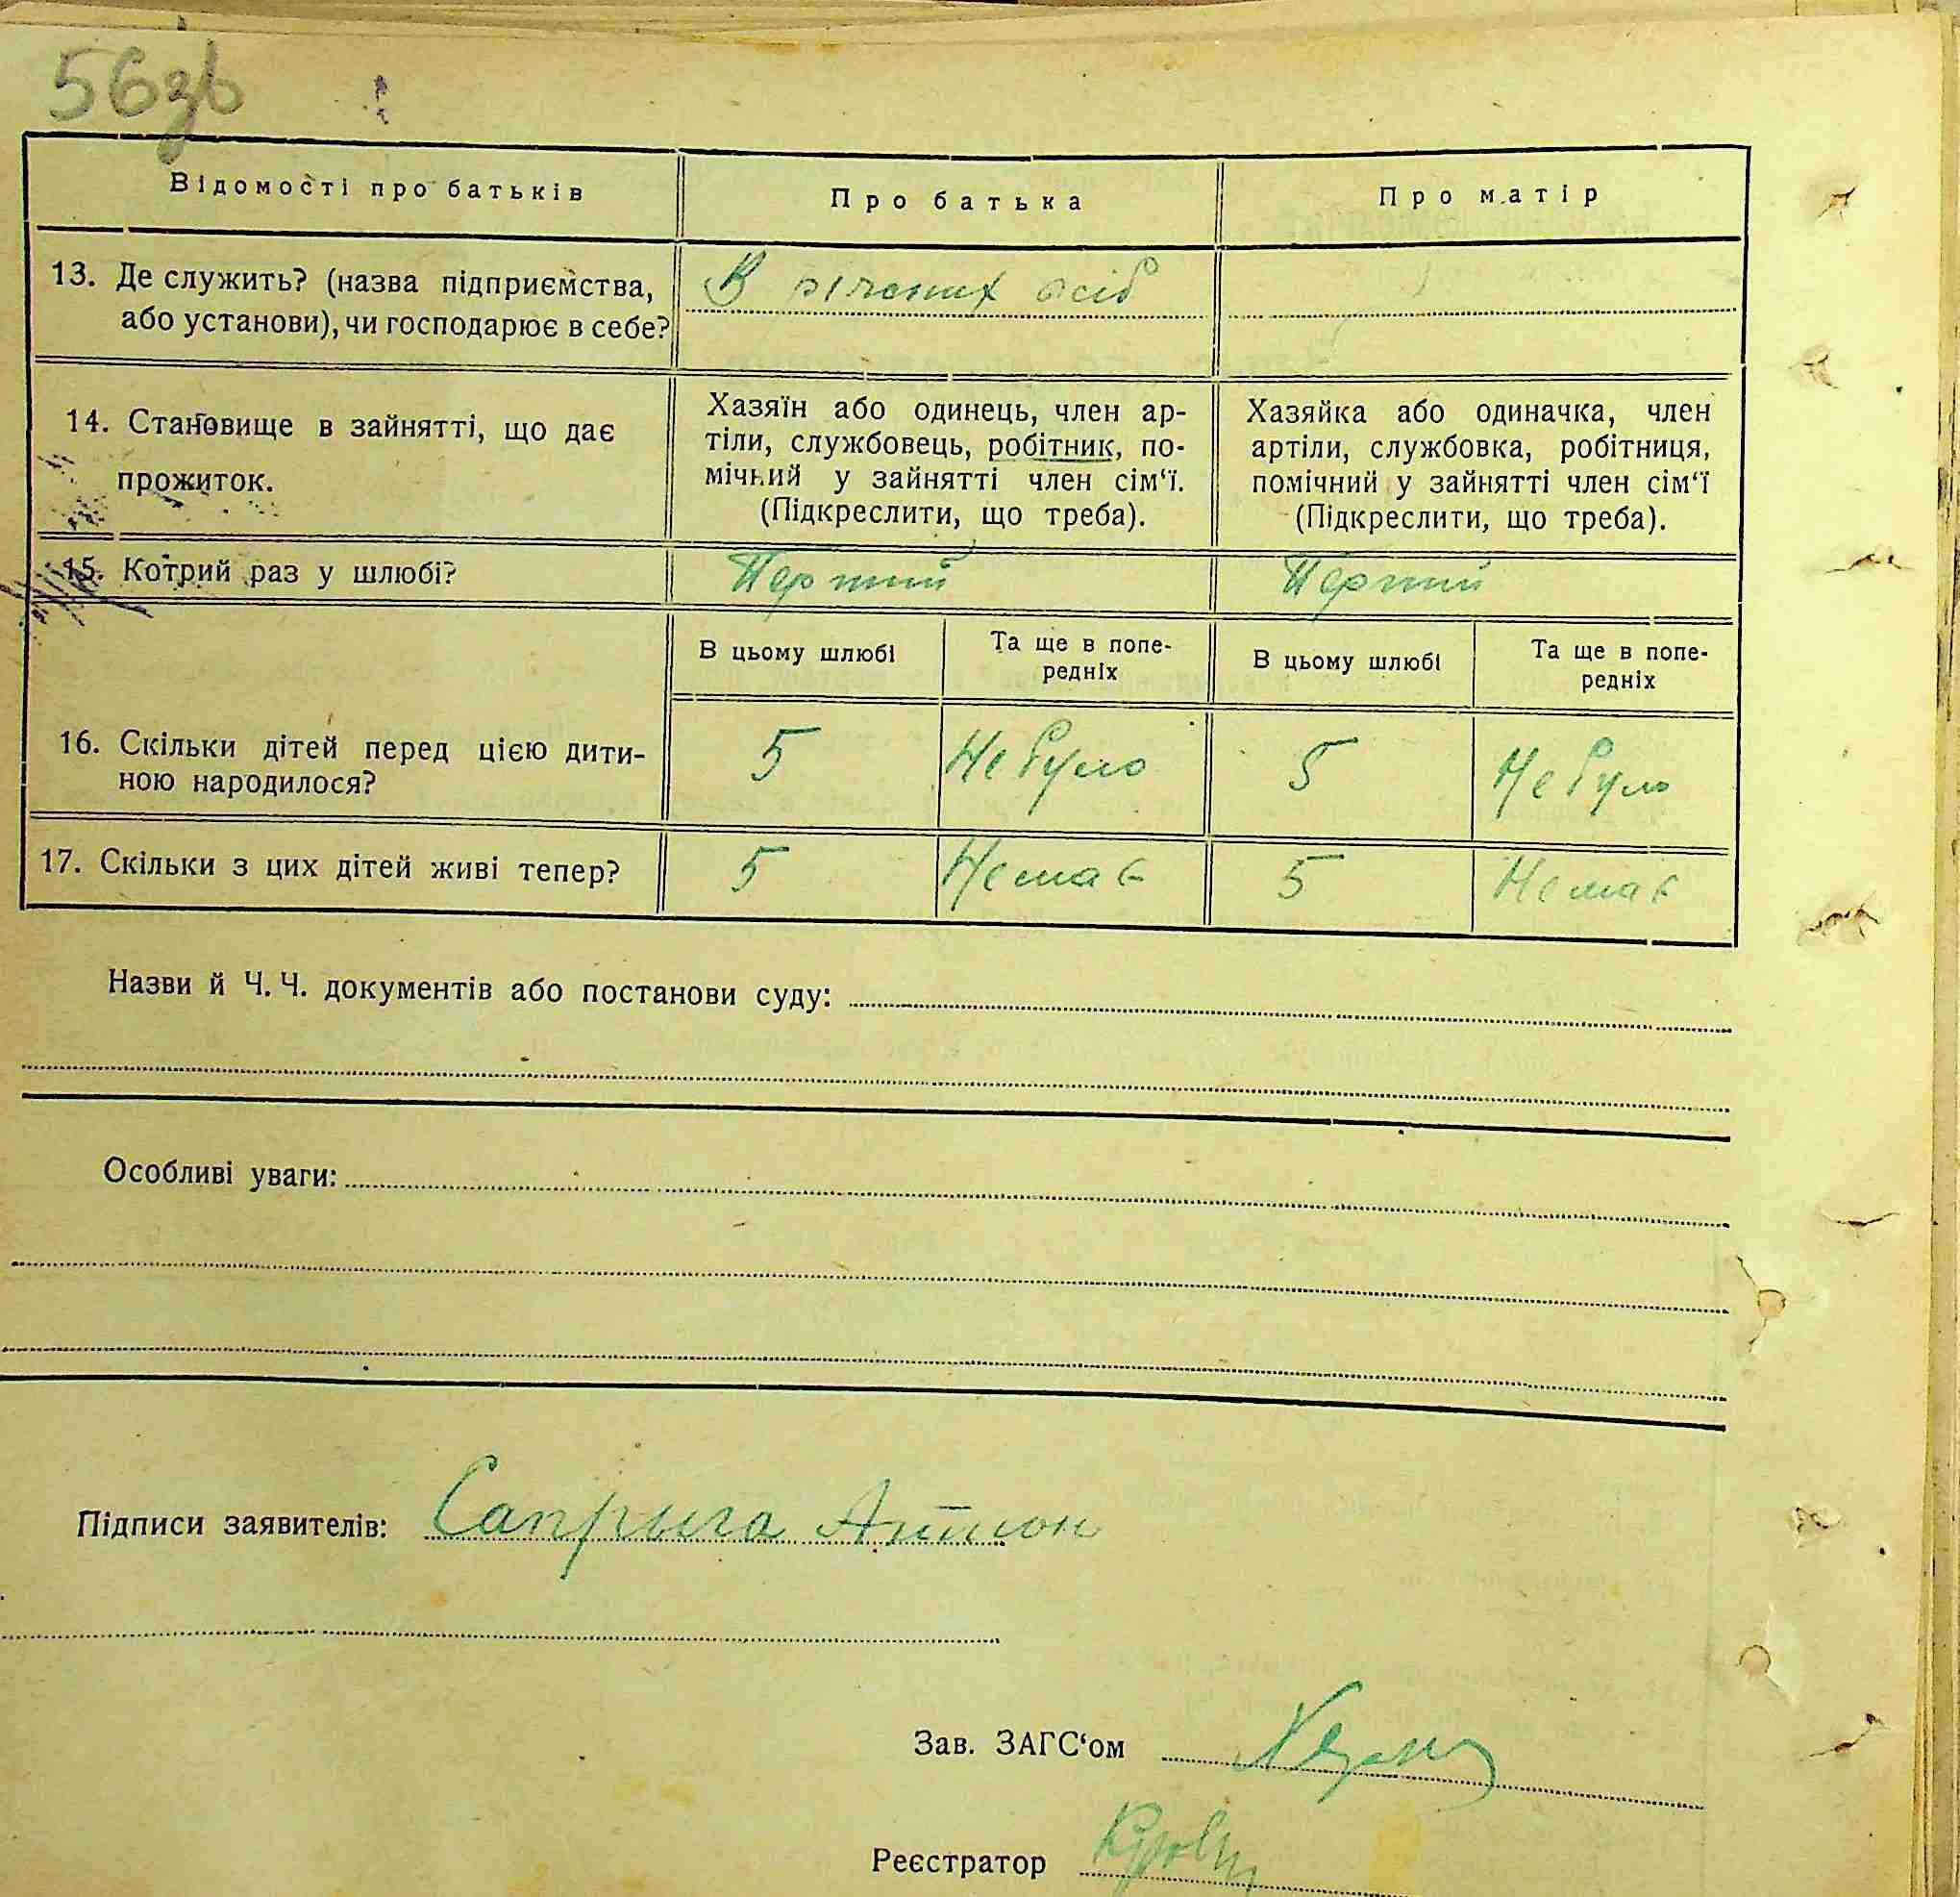 56зв
Відомості про батьків
Про батька
Про матір
13. Де служить? (назва підприємства,
або установи), чи господарює в себе?
В різних осіб
14. Становище в зайнятті, що дає
прожиток.
Хазяїн або одинець, член ар-
тіли, службовець, робітник, по-
мічний у зайнятті член сім‘ї.
(Підкреслити, що треба).
Хазяйка або одиначка, член
артіли, службовка, робітниця,
помічний у зайнятті член сім‘ї
(Підкреслити, що треба).
15. Котрий раз у шлюбі?
Перший
Перший
В цьому шлюбі
Та ще в попе-
редніх
В цьому шлюбі
Та ще в попе-
редніх
16. Скільки дітей перед цією дити-
ною народилося?
5
Не було
5
Не було
17. Скільки з цих дітей живі тепер?
5
Немає
5
Немає
Назви й Ч. Ч. документів або постанови суду:
Особливі уваги:
Підписи заявителів: Сапрыга Антон
Зав. ЗАГС‘ом
Реєстратор